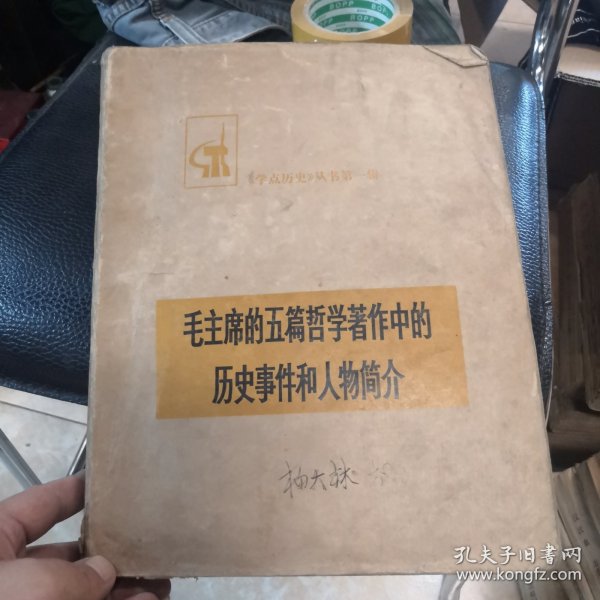 BOPP
BOPP
《学点历史》丛书第一辑
毛主席的五篇哲学著作中的
历史事件和人物简介
孔夫子旧书网
www.kongfz.com